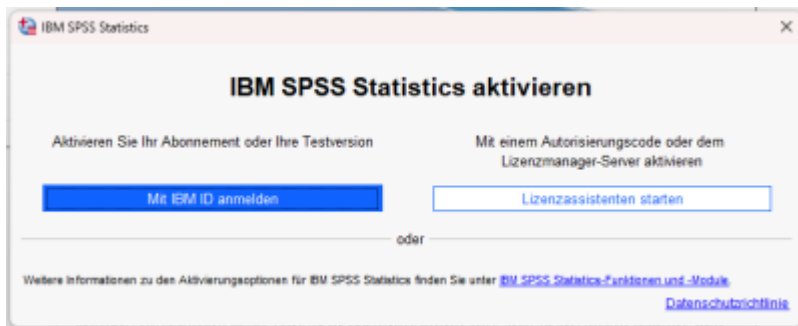 IBM SPSS Statistics
IBM SPSS Statistics aktivieren
Aktivieren Sie Ihr Abonnement oder Ihre Testversion
Mit IBM ID anmelden
Mit einem Autorisierungscode oder dem
Lizenzmanager-Server aktivieren
Lizenzassistenten starten
oder
Weitere Informationen zu den Aktivierungsoptionen für IBM SPSS Statistics finden Sie unter IBM SPSS Statistics-Funktionen und -Module.
Datenschutzrichtlinie